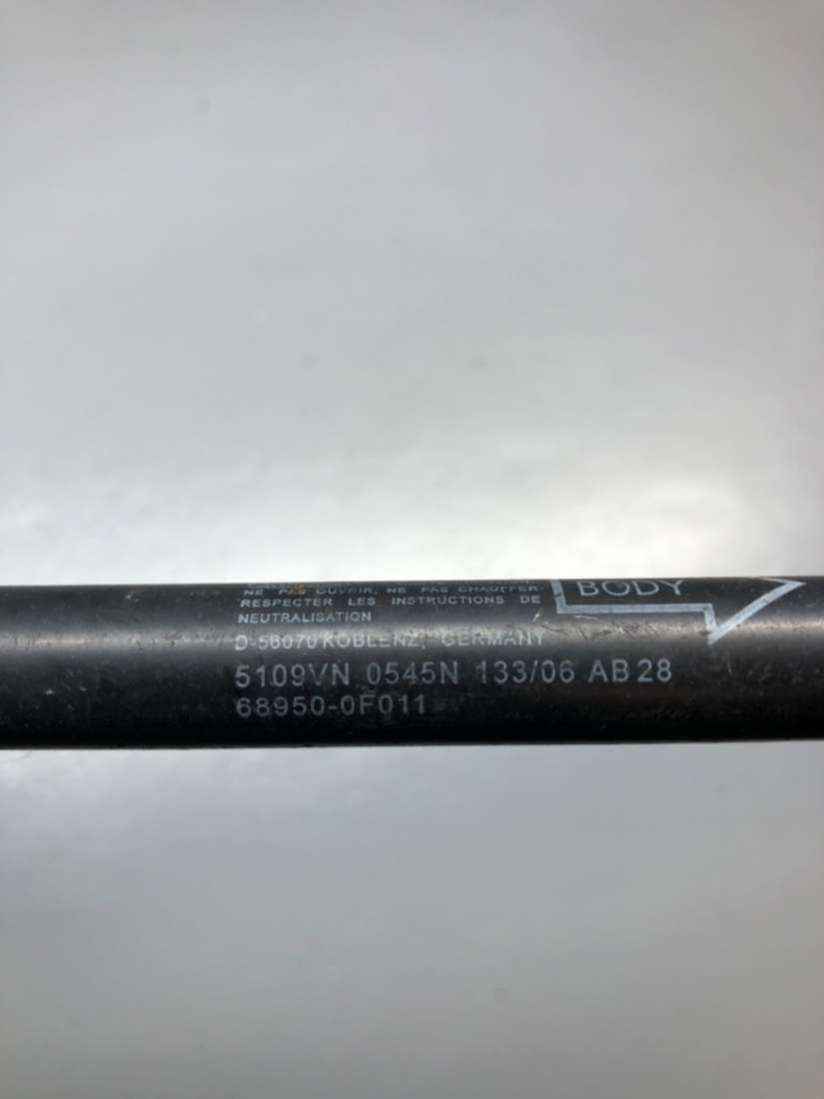 NE PAS OUVRIR, NE PAS CHAUFFER-
RESPECTER LES INSTRUCTIONS DE
NEUTRALISATION
BODY
D-56070 KOBLENZ, GERMANY
5109VN 0545N 133/06 AB 28
68950-0F011